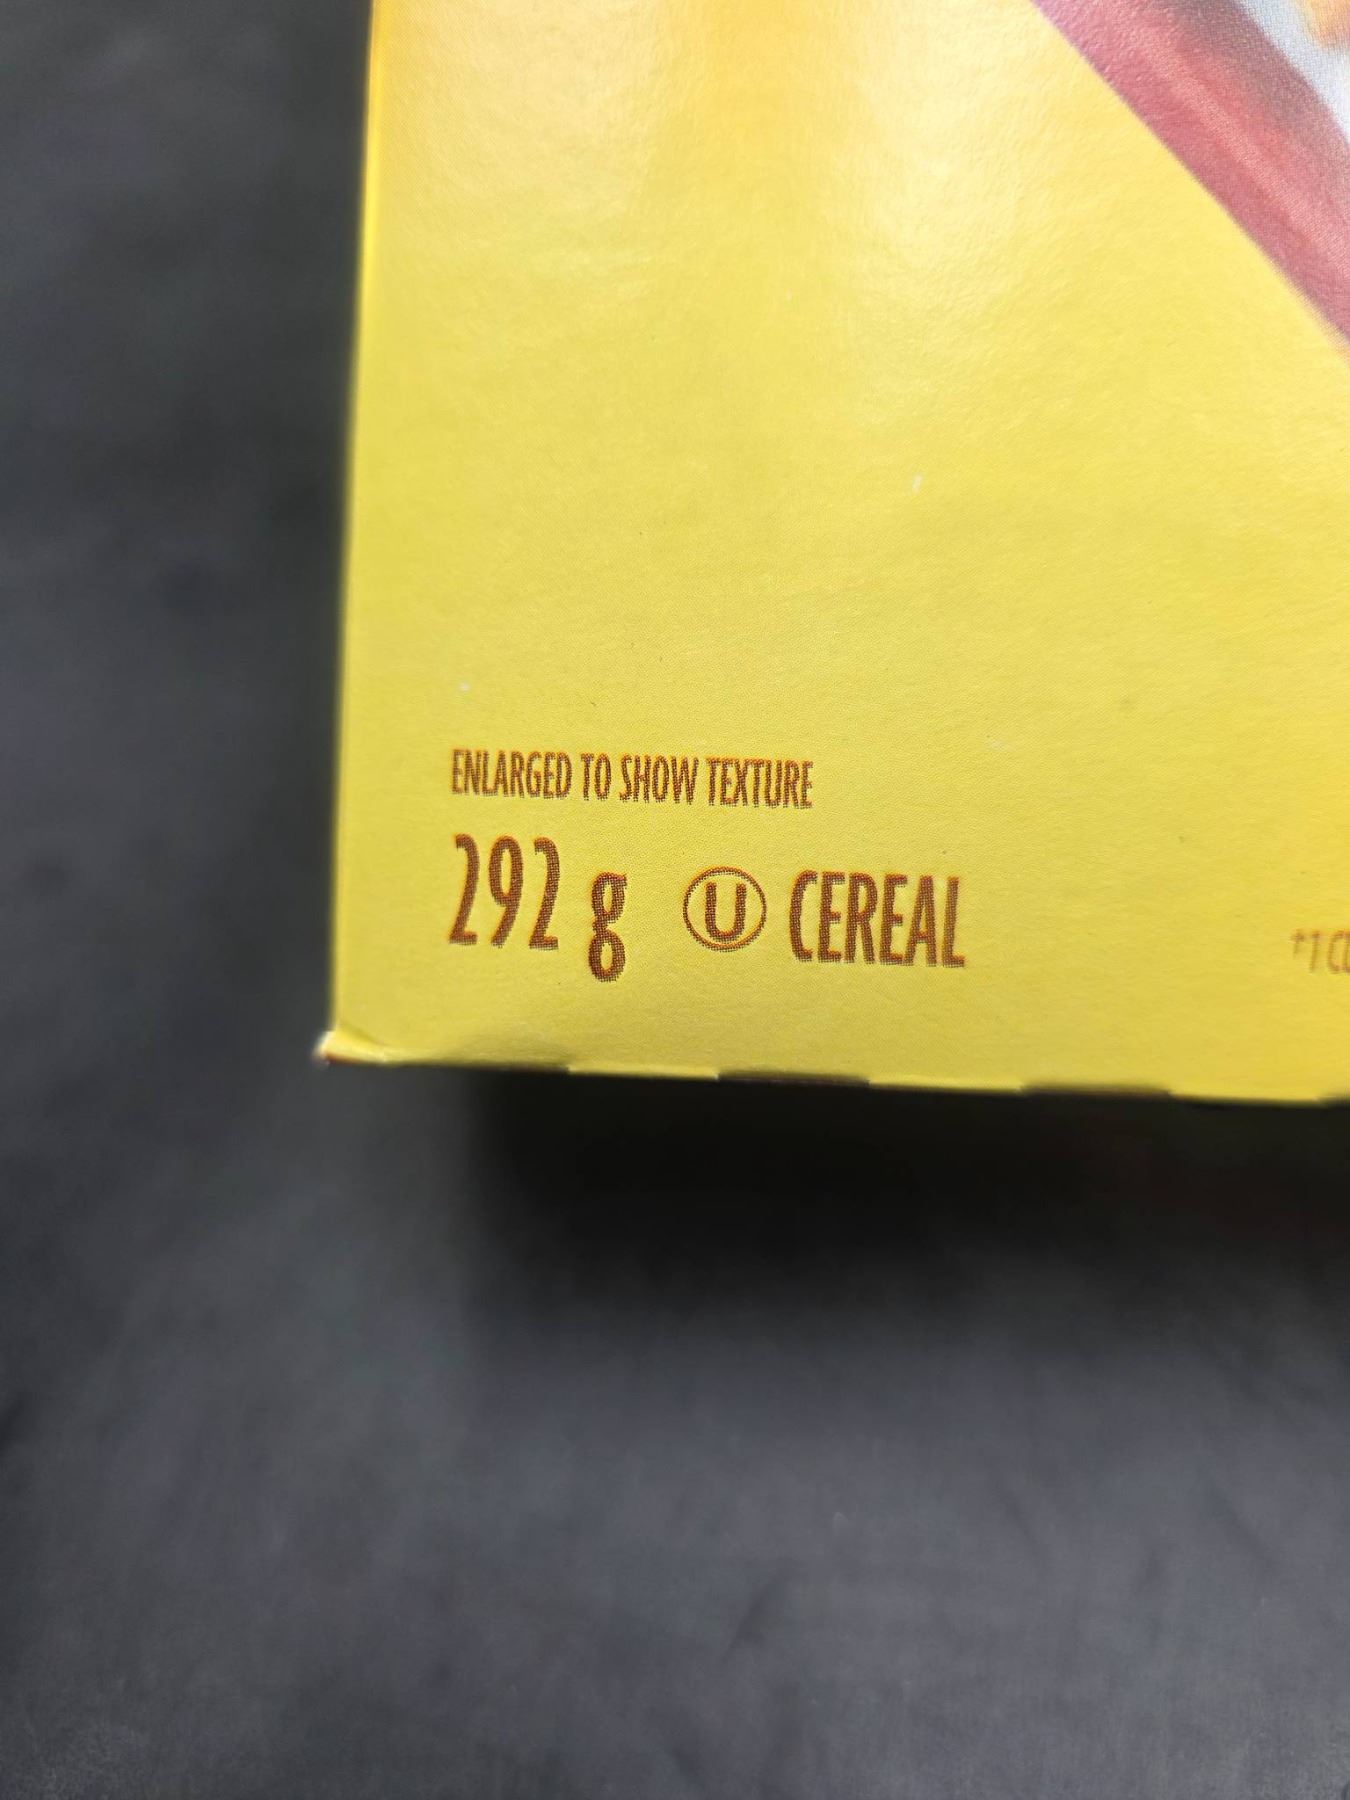 ENLARGED TO SHOW TEXTURE
292 g Ⓤ CEREAL